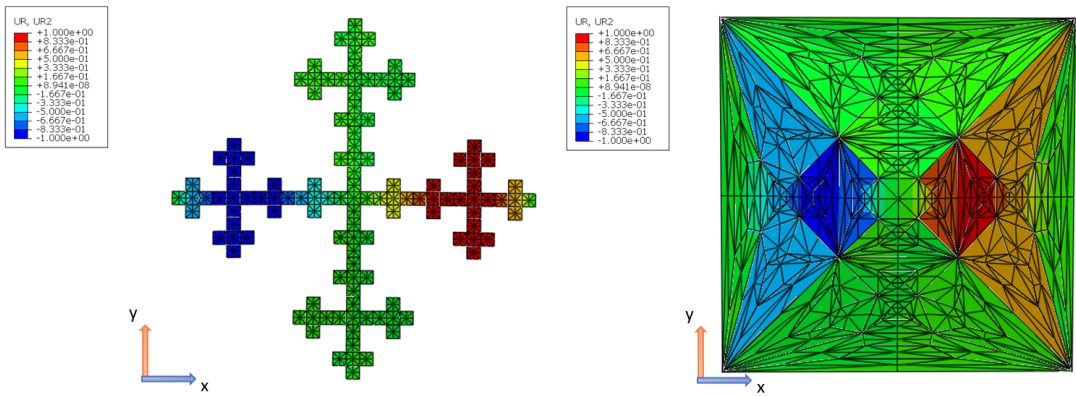 UR, UR2
+1.000e+00
+8.333e-01
+6.667e-01
+5.000e-01
+3.333e-01
+1.667e-01
+8.941e-08
-1.667e-01
-3.333e-01
-5.000e-01
-6.667e-01
-8.333e-01
-1.000e+00
y
x
UR, UR2
+1.000e+00
+8.333e-01
+6.667e-01
+5.000e-01
+3.333e-01
+1.667e-01
+8.941e-08
-1.667e-01
-3.333e-01
-5.000e-01
-6.667e-01
-8.333e-01
-1.000e+00
y
x